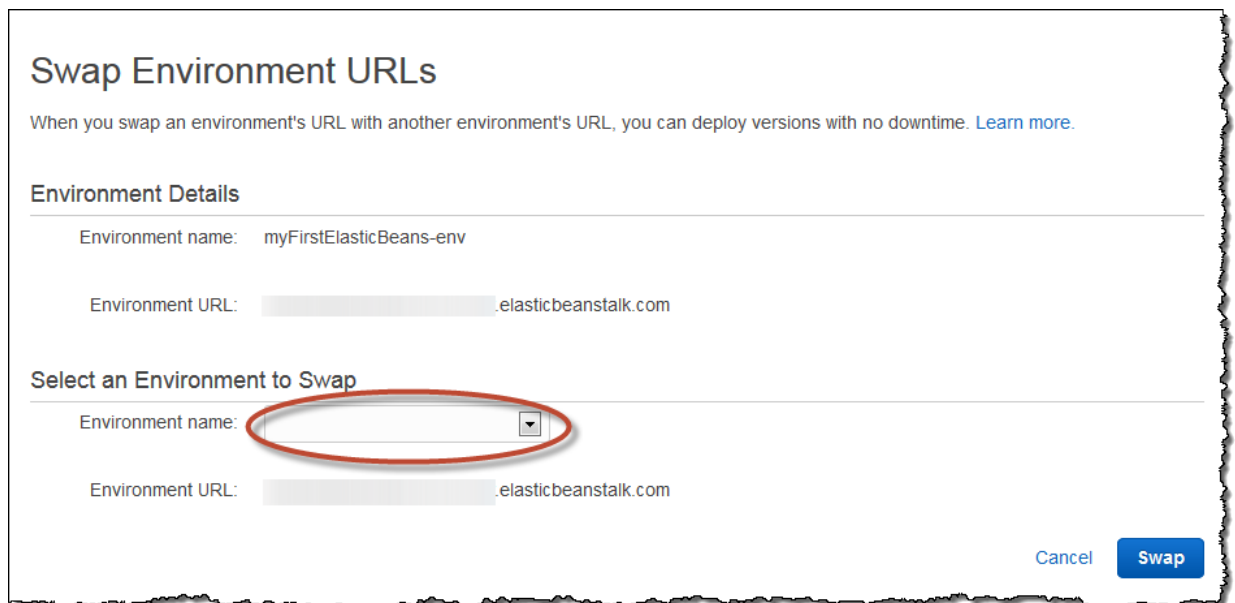 Swap Environment URLs
When you swap an environment's URL with another environment's URL, you can deploy versions with no downtime. Learn more.
Environment Details
Environment name: myFirstElasticBeans-env
Environment URL: .elasticbeanstalk.com
Select an Environment to Swap
Environment name:
Environment URL: .elasticbeanstalk.com
Cancel Swap